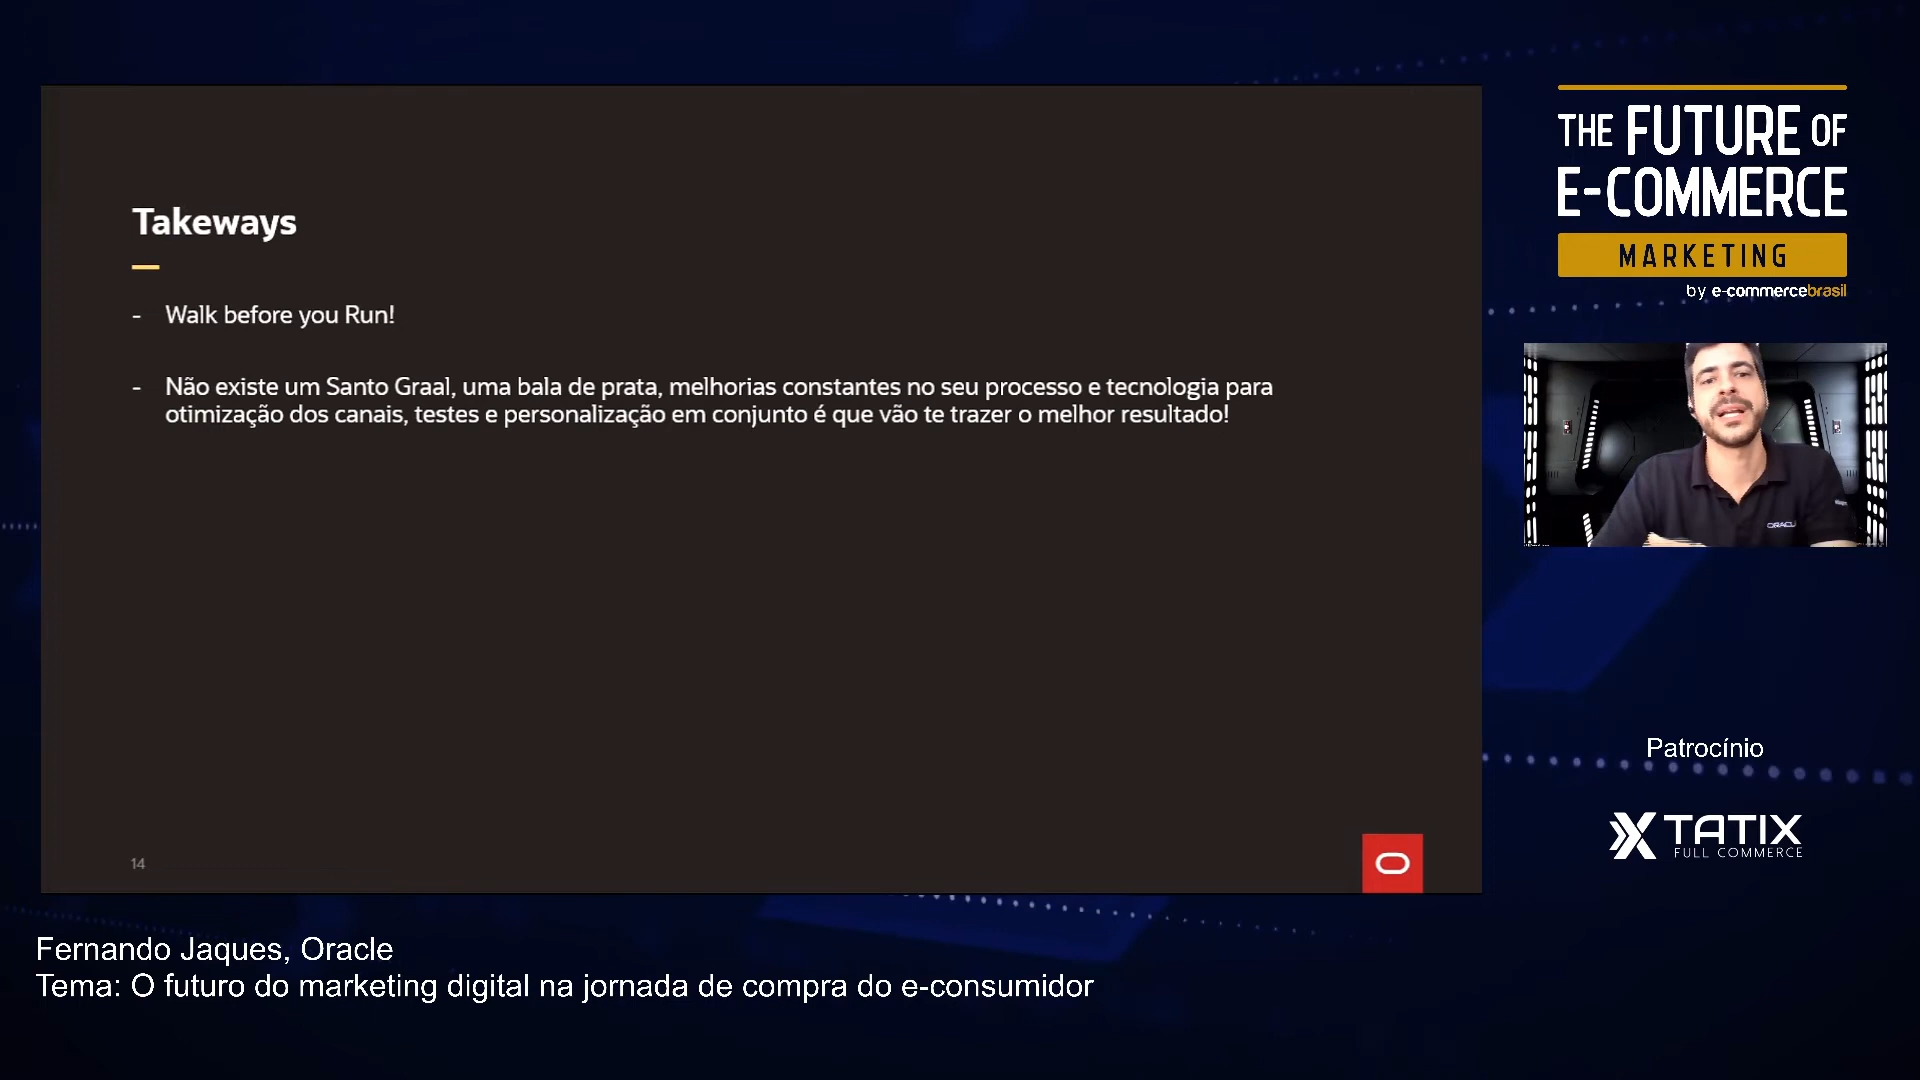 Takeways
- Walk before you Run!
- Não existe um Santo Graal, uma bala de prata, melhorias constantes no seu processo e tecnologia para
otimização dos canais, testes e personalização em conjunto é que vão te trazer o melhor resultado!
14
THE FUTURE OF
E-COMMERCE
MARKETING
by e-commercebrasil
ORACLE
Patrocínio
TATIX
FULL COMMERCE
Fernando Jaques, Oracle
Tema: O futuro do marketing digital na jornada de compra do e-consumidor